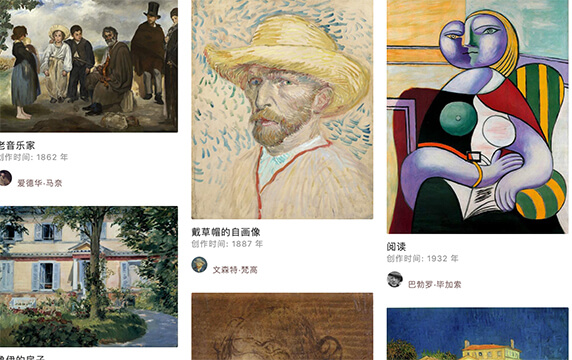 老音乐家
创作时间: 1862 年
爱德华·马奈
戴草帽的自画像
创作时间: 1887 年
文森特·梵高
阅读
创作时间: 1932 年
巴勃罗·毕加索
伊的房子